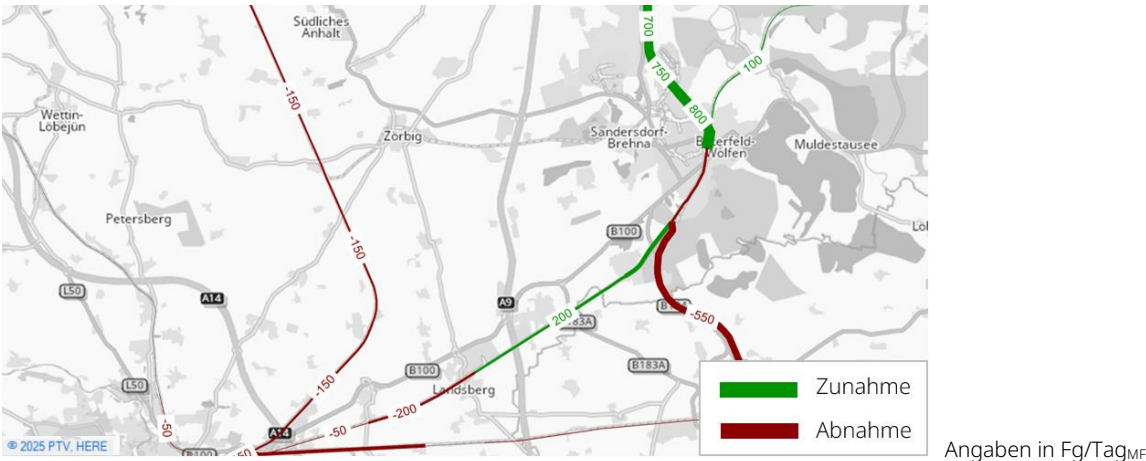 Südliches
Anhalt
700
750
800
100
-150
Wettin-
Löbejün
Zörbig
Sandersdorf-
Brehna
Bitterfeld-
Wolfen
Muldestausee
Petersberg
B100
-150
L50
A14
A9
200
B183A
-550
B183A
B100
L50
-150
Landsberg
-200
-50
-50
A14
B100
Zunahme
Abnahme
© 2025 PTV, HERE
Angaben in Fg/TagMF